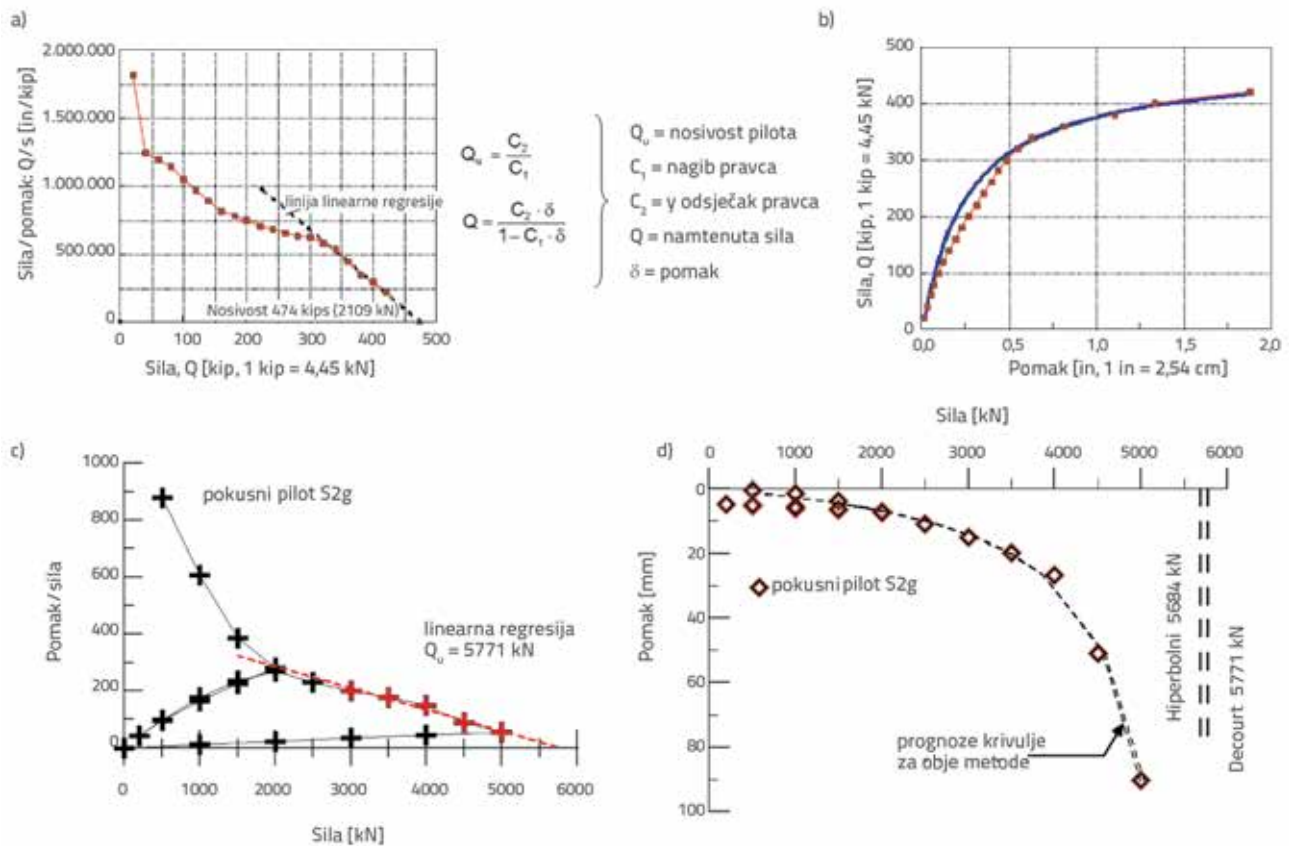 a)
Sila/pomak: Q/s [in/kip]
2.000.000
1.500.000
1.000.000
500.000
0
linija linearne regresije
Nosivost 474 kips (2109 kN)
0 100 200 300 400 500
Sila, Q [kip, 1 kip = 4,45 kN]
Qu = C2 / C1
Q = C2 · δ / 1 – C1 · δ
Qu = nosivost pilota
C1 = nagib pravca
C2 = y odsječak pravca
Q = namtenuta sila
δ = pomak
b)
Sila, Q [kip, 1 kip = 4,45 kN]
500
400
300
200
100
0
0,0 0,5 1,0 1,5 2,0
Pomak [in, 1 in = 2,54 cm]
c)
Pomak/sila
1000
800
600
400
200
0
pokusni pilot S2g
linearna regresija
Qu = 5771 kN
0 1000 2000 3000 4000 5000 6000
Sila [kN]
d)
Sila [kN]
0 1000 2000 3000 4000 5000 6000
Pomak [mm]
0
20
40
60
80
100
pokusni pilot S2g
prognoze krivulje
za obje metode
Hiperbolni 5684 kN
Decourt 5771 kN